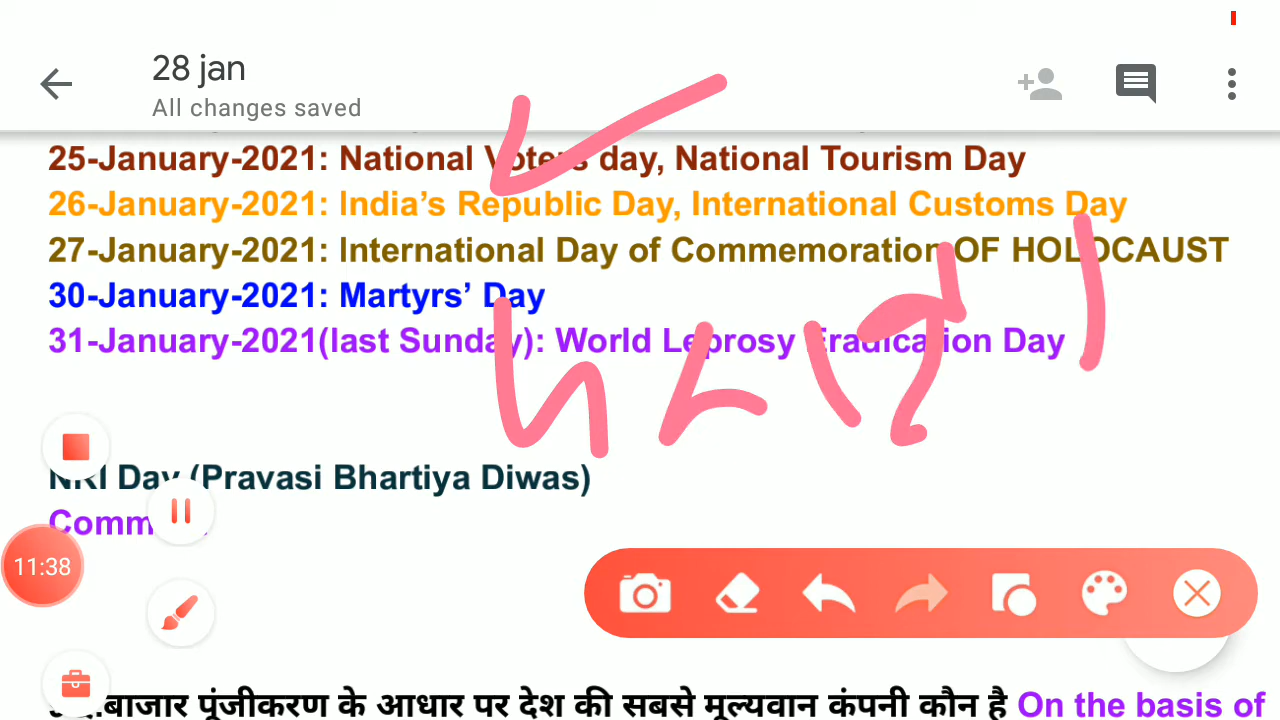 28 jan
All changes saved
25-January-2021: National Voters day, National Tourism Day
26-January-2021: India's Republic Day, International Customs Day
27-January-2021: International Day of Commemoration OF HOLOCAUST
30-January-2021: Martyrs’ Day
31-January-2021(last Sunday): World Leprosy Eradication Day
NRI Day (Pravasi Bhartiya Diwas)
11:38
पूंजीकरण के आधार पर देश की सबसे मूल्यवान कंपनी कौन है On the basis of